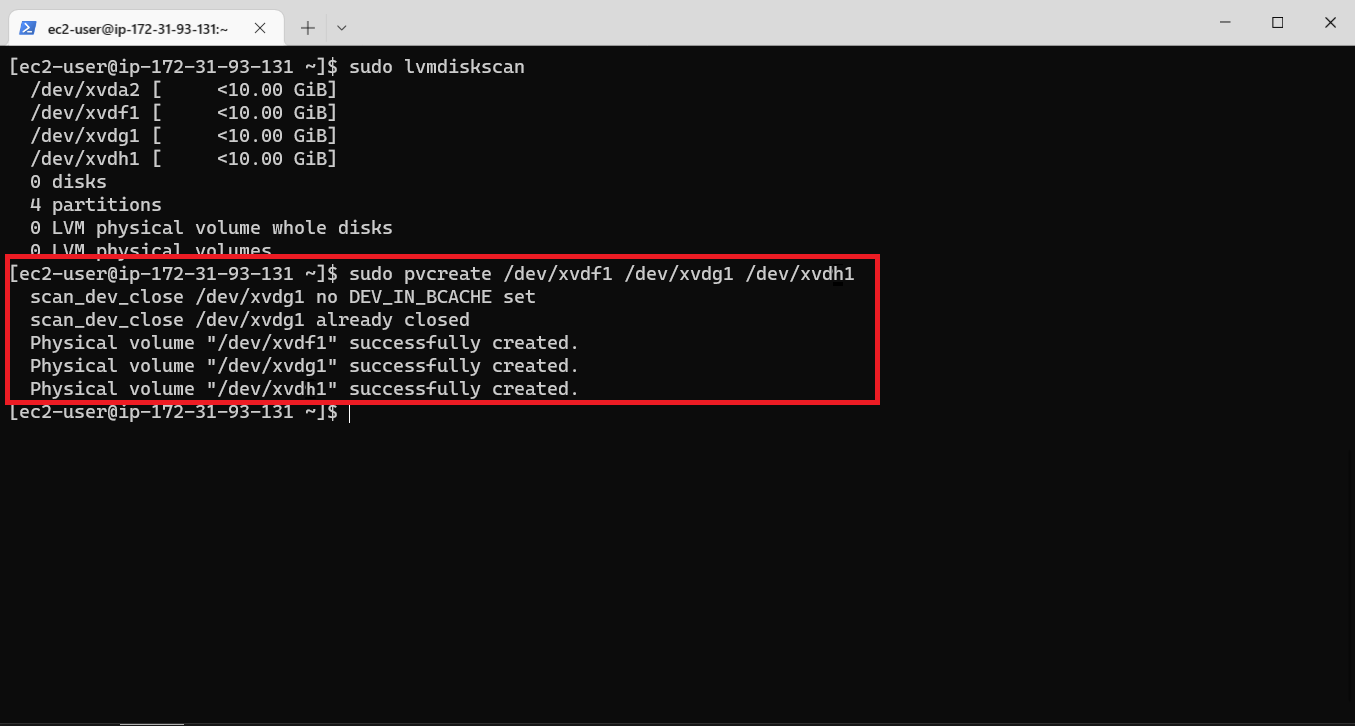 ec2-user@ip-172-31-93-131:~
[ec2-user@ip-172-31-93-131 ~]$ sudo lvmdiskscan
  /dev/xvda2 [     <10.00 GiB]
  /dev/xvdf1 [     <10.00 GiB]
  /dev/xvdg1 [     <10.00 GiB]
  /dev/xvdh1 [     <10.00 GiB]
  0 disks
  4 partitions
  0 LVM physical volume whole disks
  0 LVM physical volumes
[ec2-user@ip-172-31-93-131 ~]$ sudo pvcreate /dev/xvdf1 /dev/xvdg1 /dev/xvdh1
  scan_dev_close /dev/xvdg1 no DEV_IN_BCACHE set
  scan_dev_close /dev/xvdg1 already closed
  Physical volume "/dev/xvdf1" successfully created.
  Physical volume "/dev/xvdg1" successfully created.
  Physical volume "/dev/xvdh1" successfully created.
[ec2-user@ip-172-31-93-131 ~]$